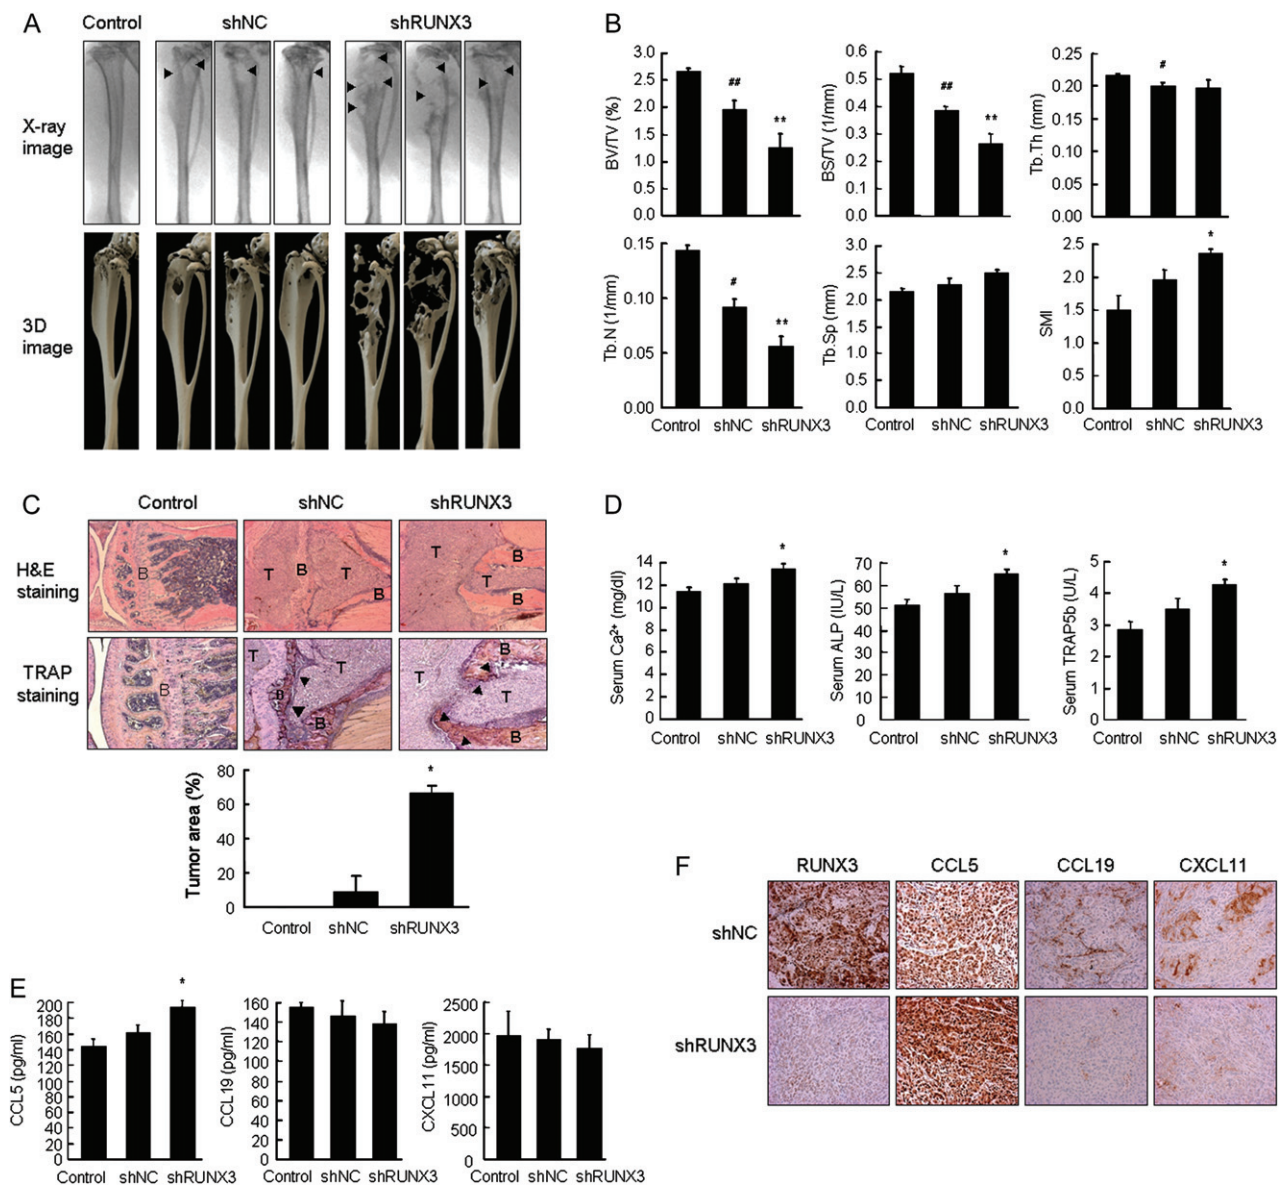 A
Control shNC shRUNX3
X-ray
image
3D
image
B
3.0
2.5
2.0
1.5
1.0
0.5
0.0
BV/TV (%)
##
**
0.6
0.5
0.4
0.3
0.2
0.1
0.0
BS/TV (1/mm)
##
**
0.25
0.20
0.15
0.10
0.05
0.00
Tb.Th (mm)
#
0.15
0.10
0.05
0.00
Tb.N (1/mm)
#
**
Control shNC shRUNX3
3.0
2.5
2.0
1.5
1.0
0.5
0.0
Tb.Sp (mm)
Control shNC shRUNX3
2.5
2.0
1.5
1.0
0.5
0.0
SMI
*
Control shNC shRUNX3
C
Control shNC shRUNX3
H&E
staining
B
T B T
B
T B
T
B
TRAP
staining
B
T T
B
B
B
T
T
B
80
60
40
20
0
Tumor area (%)
*
Control shNC shRUNX3
D
14
12
10
8
6
4
2
0
Serum Ca²⁺ (mg/dl)
*
Control shNC shRUNX3
70
60
50
40
30
20
10
0
Serum ALP (IU/L)
*
Control shNC shRUNX3
5
4
3
2
1
0
Serum TRAP5b (U/L)
*
Control shNC shRUNX3
E
200
180
160
140
120
100
80
60
40
20
0
CCL5 (pg/ml)
*
Control shNC shRUNX3
160
140
120
100
80
60
40
20
0
CCL19 (pg/ml)
Control shNC shRUNX3
2500
2000
1500
1000
500
0
CXCL11 (pg/ml)
Control shNC shRUNX3
F
RUNX3 CCL5 CCL19 CXCL11
shNC
shRUNX3